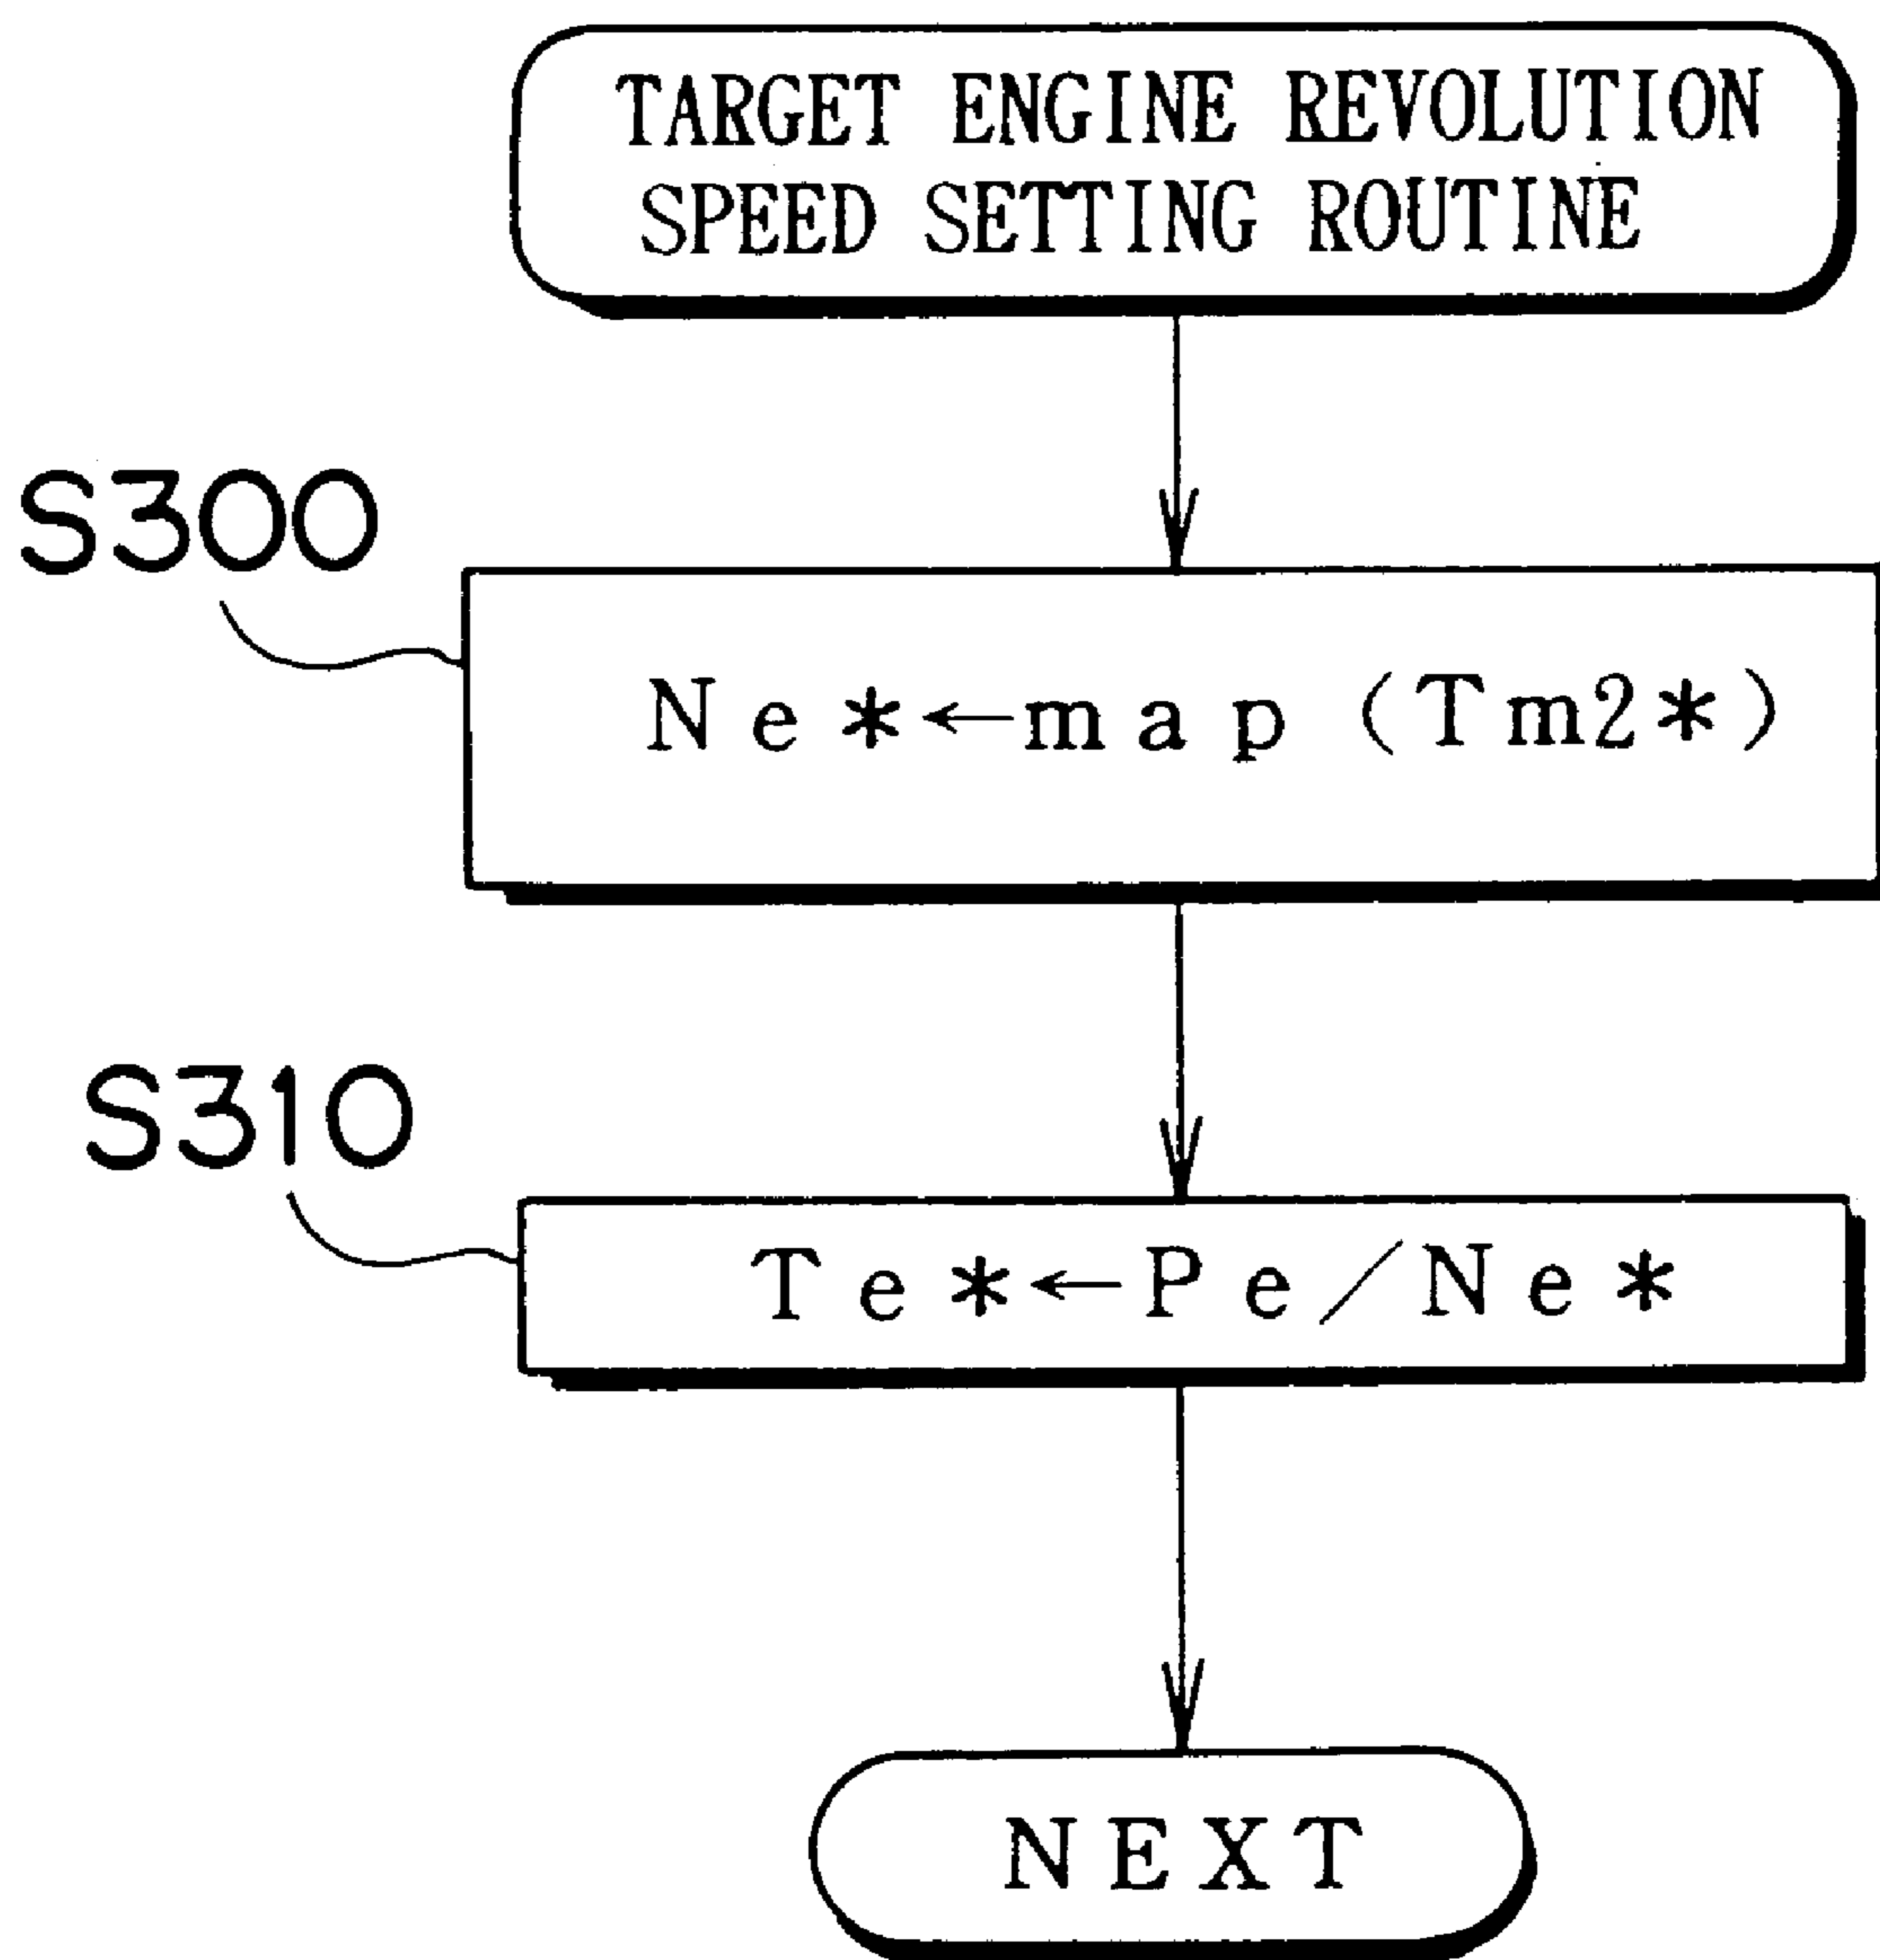 TARGET ENGINE REVOLUTION
SPEED SETTING ROUTINE
S300
Ne*←map(Tm2*)
S310
Te*←Pe/Ne*
NEXT